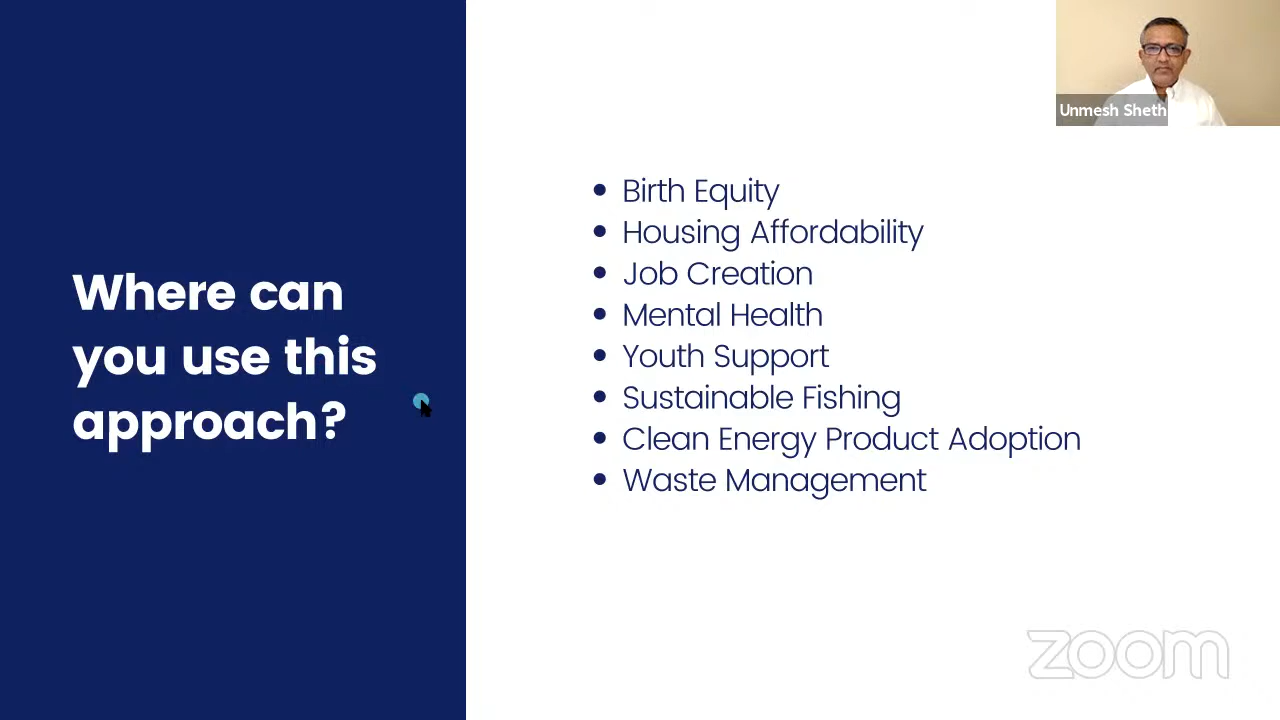 Where can
you use this
approach?
Birth Equity
Housing Affordability
Job Creation
Mental Health
Youth Support
Sustainable Fishing
Clean Energy Product Adoption
Waste Management
Unmesh Sheth
zoom